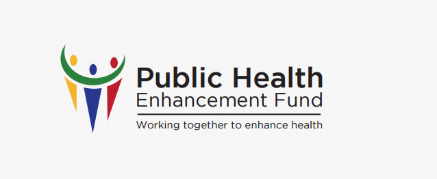 Public Health
Enhancement Fund
Working together to enhance health